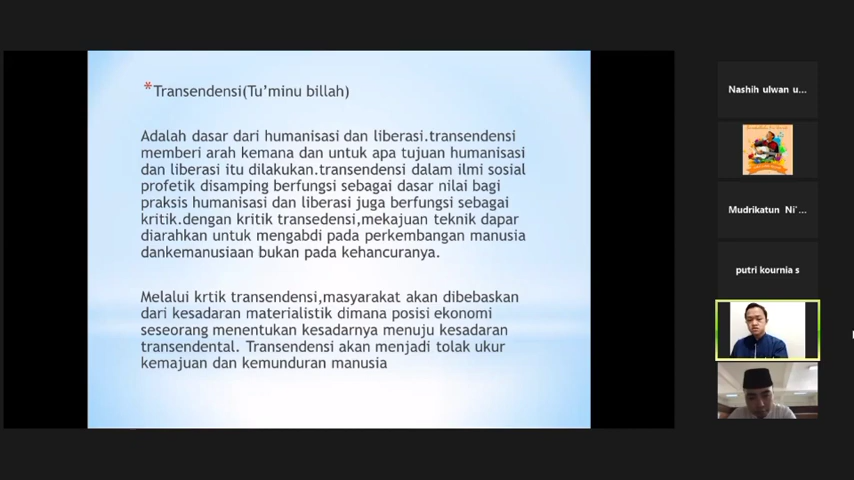 *Transendensi(Tu'minu billah)
Adalah dasar dari humanisasi dan liberasi.transendensi
memberi arah kemana dan untuk apa tujuan humanisasi
dan liberasi itu dilakukan.transendensi dalam ilmi sosial
profetik disamping berfungsi sebagai dasar nilai bagi
praksis humanisasi dan liberasi juga berfungsi sebagai
kritik.dengan kritik transedensi,mekajuan teknik dapar
diarahkan untuk mengabdi pada perkembangan manusia
dankemanusiaan bukan pada kehancuranya.
Melalui krtik transendensi,masyarakat akan dibebaskan
dari kesadaran materialistik dimana posisi ekonomi
seseorang menentukan kesadarnya menuju kesadaran
transendental. Transendensi akan menjadi tolak ukur
kemajuan dan kemunduran manusia
Nashih ulwan u...
Mudrikatun Ni'...
putri kournia s